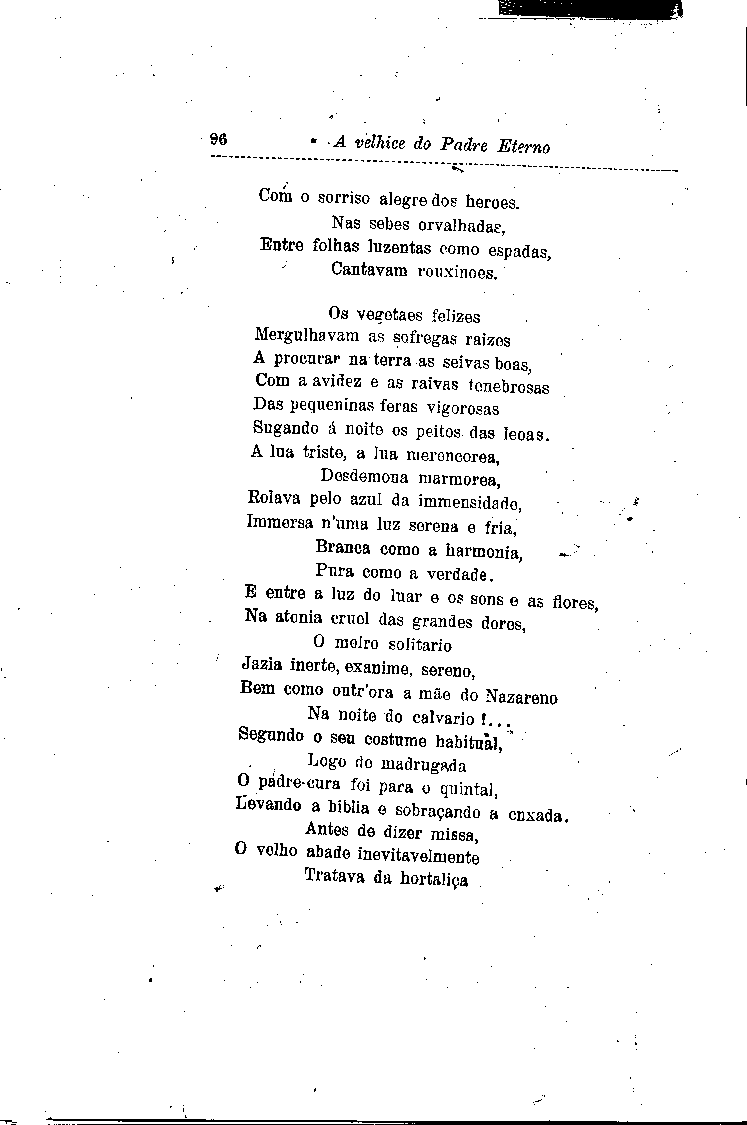 96 A velhice do Padre Eterno
Com o sorriso alegre dos heroes.
Nas sebes orvalhadas,
Entre folhas luzentas como espadas,
Cantavam rouxinoes.
Os vegetaes felizes
Mergulhavam as sofregas raizes
A procurar na terra as seivas boas,
Com a avidez e as raivas tenebrosas
Das pequeninas feras vigorosas
Sugando á noite os peitos das leoas.
A lua triste, a lua merencorea,
Desdemona marmorea,
Rolava pelo azul da immensidade,
Immersa n'uma luz serena e fria,
Branca como a harmonia,
Pura como a verdade.
E entre a luz do luar e os sons e as flores,
Na atonia cruel das grandes dores,
O melro solitario
Jazia inerte, exanime, sereno,
Bem como outr'ora a mãe do Nazareno
Na noite do calvario !...
Segundo o seu costume habitual,
Logo de madrugada
O padre-cura foi para o quintal,
Levando a biblia e sobraçando a enxada.
Antes de dizer missa,
O velho abade inevitavelmente
Tratava da hortaliça